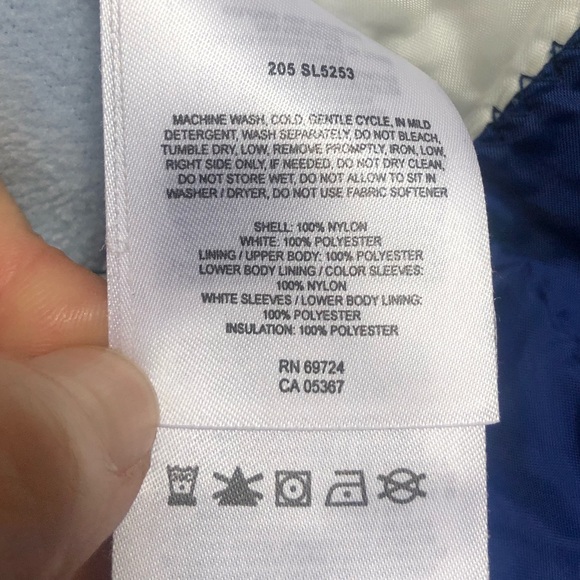 205 SL5253
MACHINE WASH, COLD, GENTLE CYCLE, IN MILD
DETERGENT, WASH SEPARATELY, DO NOT BLEACH,
TUMBLE DRY, LOW, REMOVE PROMPTLY, IRON, LOW,
RIGHT SIDE ONLY, IF NEEDED, DO NOT DRY CLEAN,
DO NOT STORE WET, DO NOT ALLOW TO SIT IN
WASHER / DRYER, DO NOT USE FABRIC SOFTENER
SHELL: 100% NYLON
WHITE: 100% POLYESTER
LINING / UPPER BODY: 100% POLYESTER
LOWER BODY LINING / COLOR SLEEVES:
100% NYLON
WHITE SLEEVES / LOWER BODY LINING:
100% POLYESTER
INSULATION: 100% POLYESTER
RN 69724
CA 05367